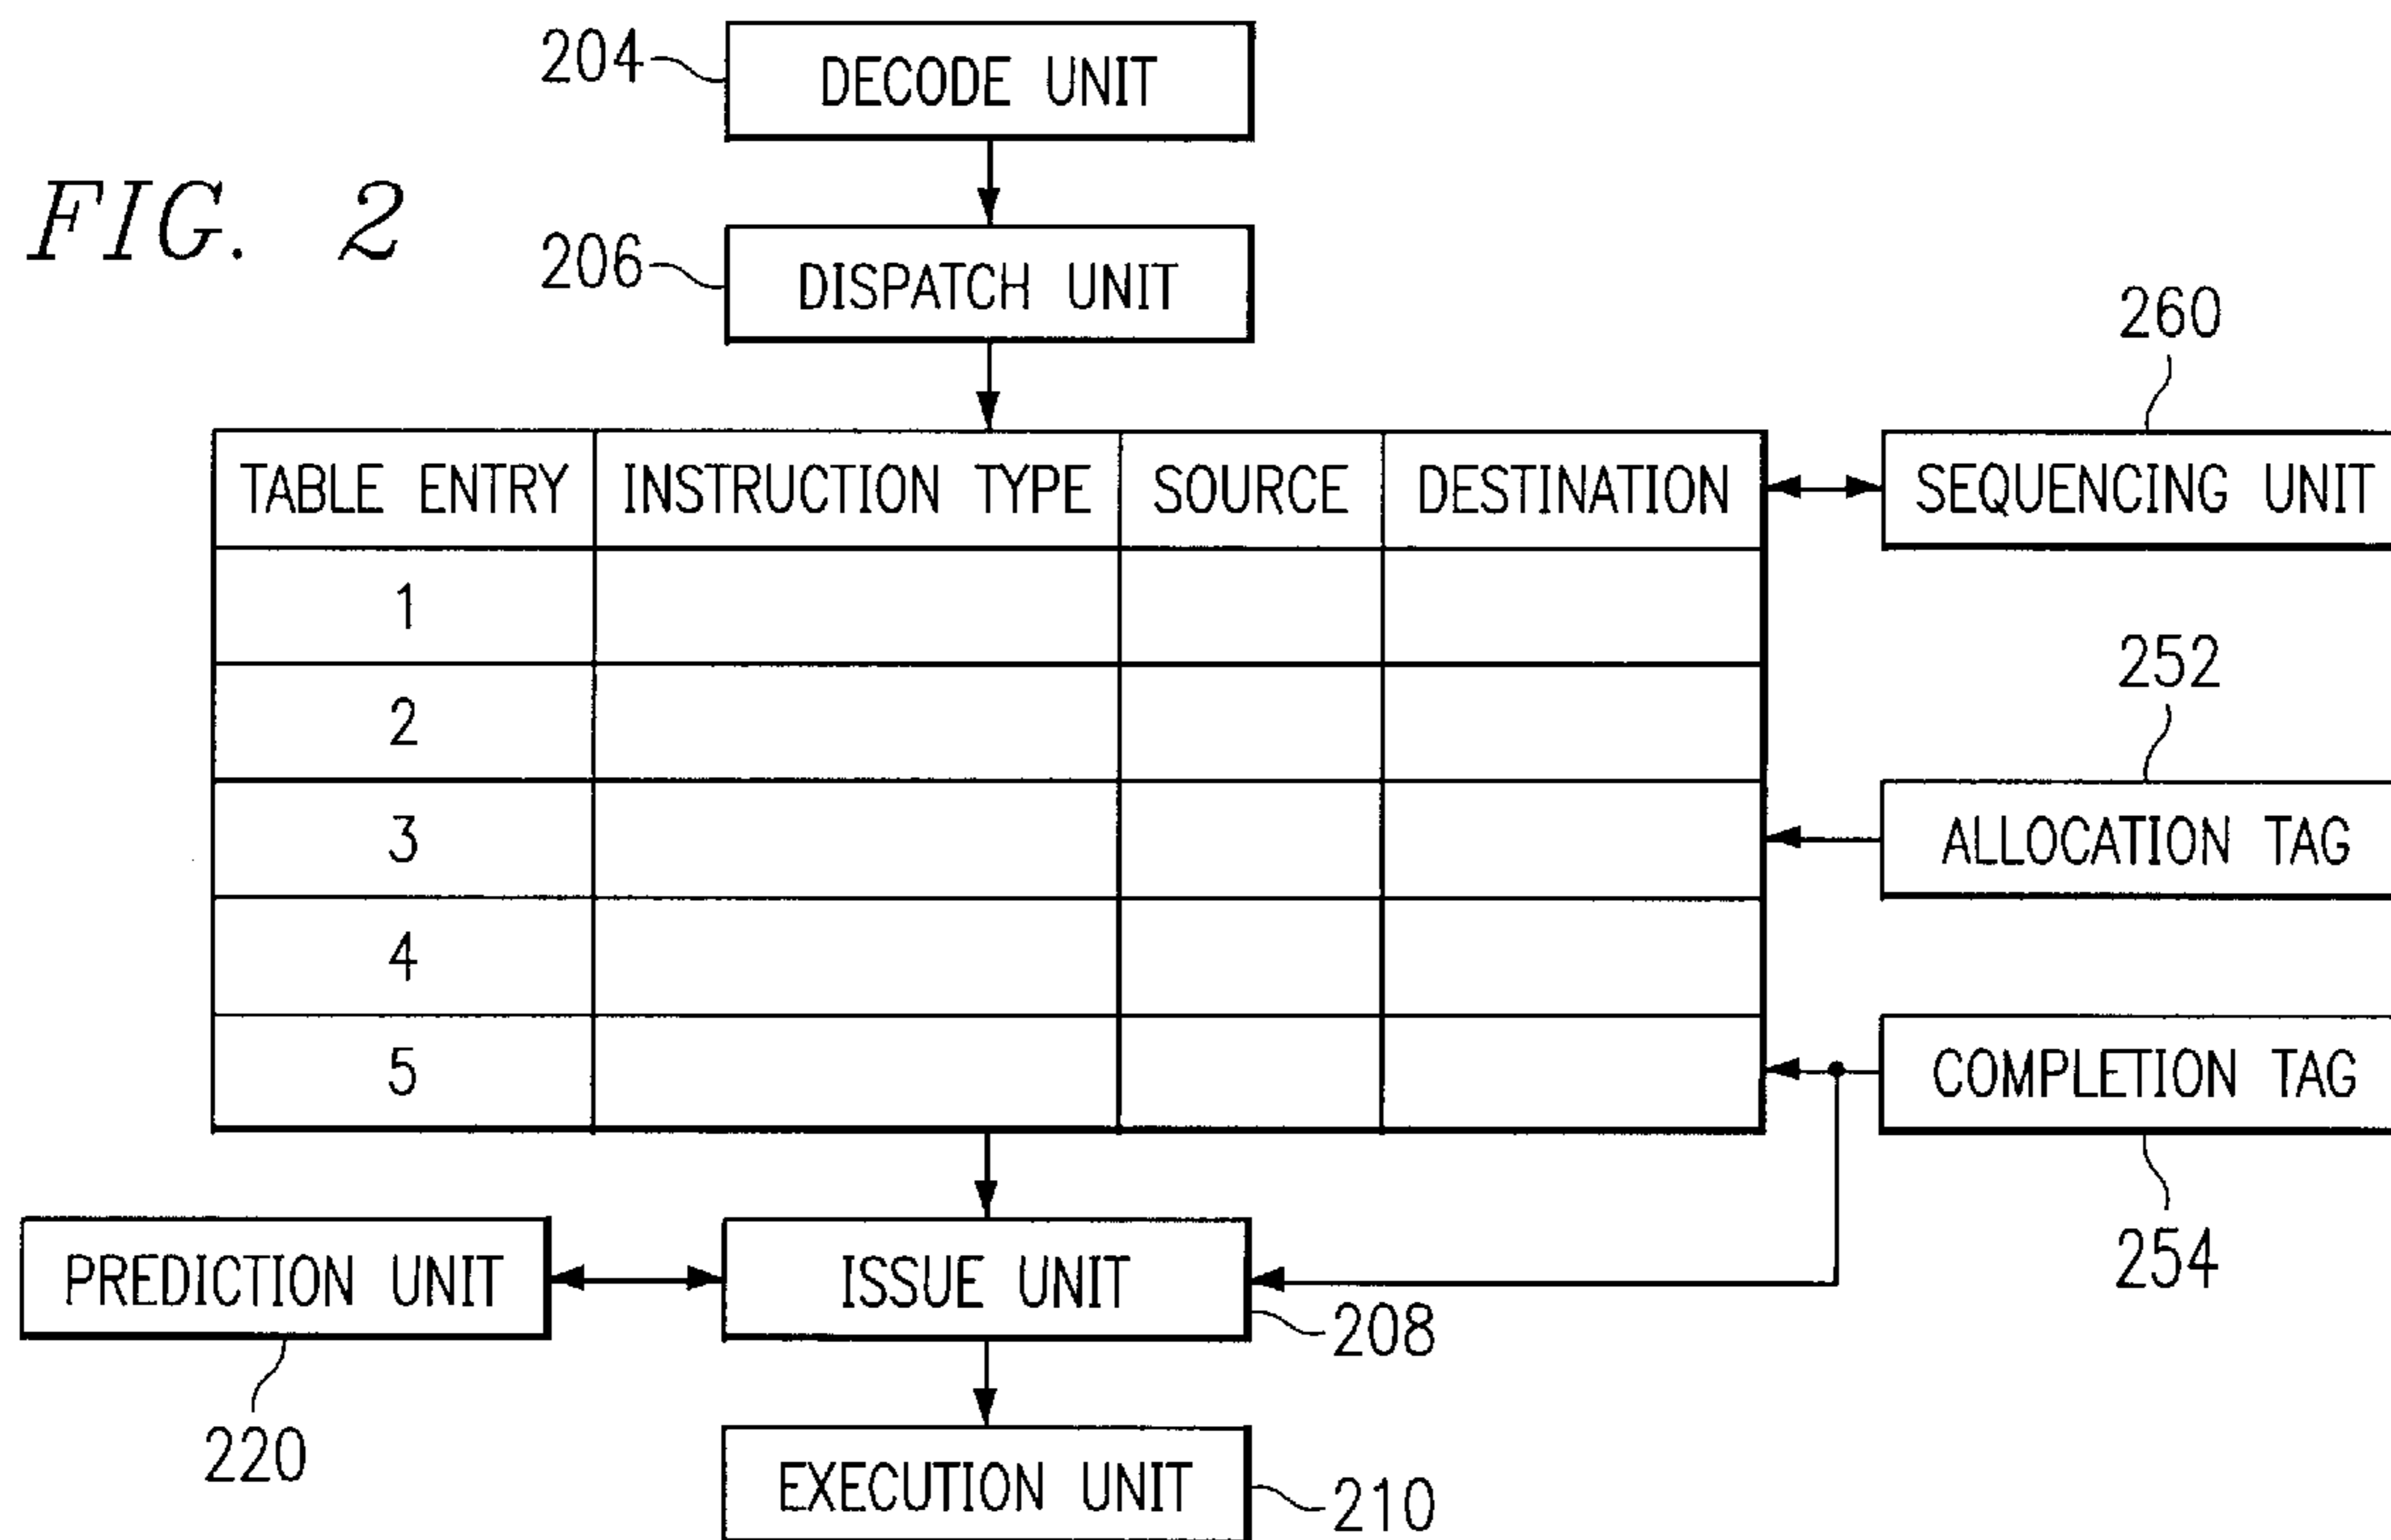 204
DECODE UNIT
FIG. 2
206
DISPATCH UNIT
260
TABLE ENTRY INSTRUCTION TYPE SOURCE DESTINATION
SEQUENCING UNIT
1
252
2
3
ALLOCATION TAG
4
5
COMPLETION TAG
PREDICTION UNIT
ISSUE UNIT
254
208
220
EXECUTION UNIT
210